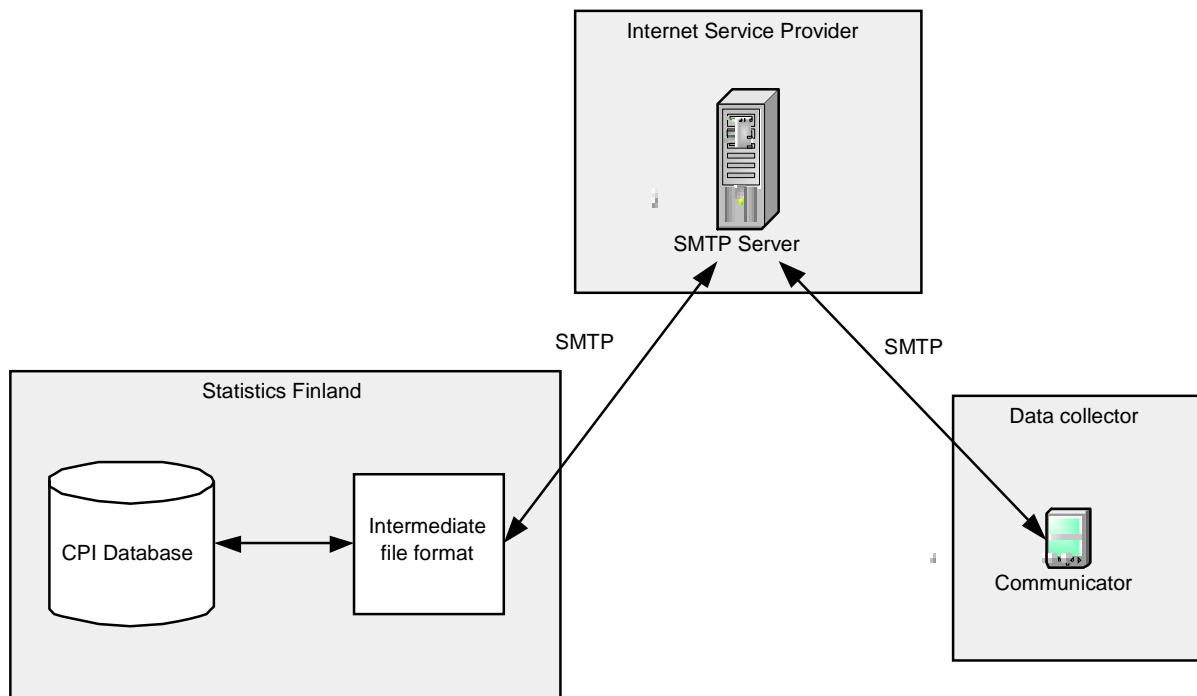 Internet Service Provider
SMTP Server
SMTP
SMTP
Statistics Finland
CPI Database
Intermediate
file format
Data collector
Communicator